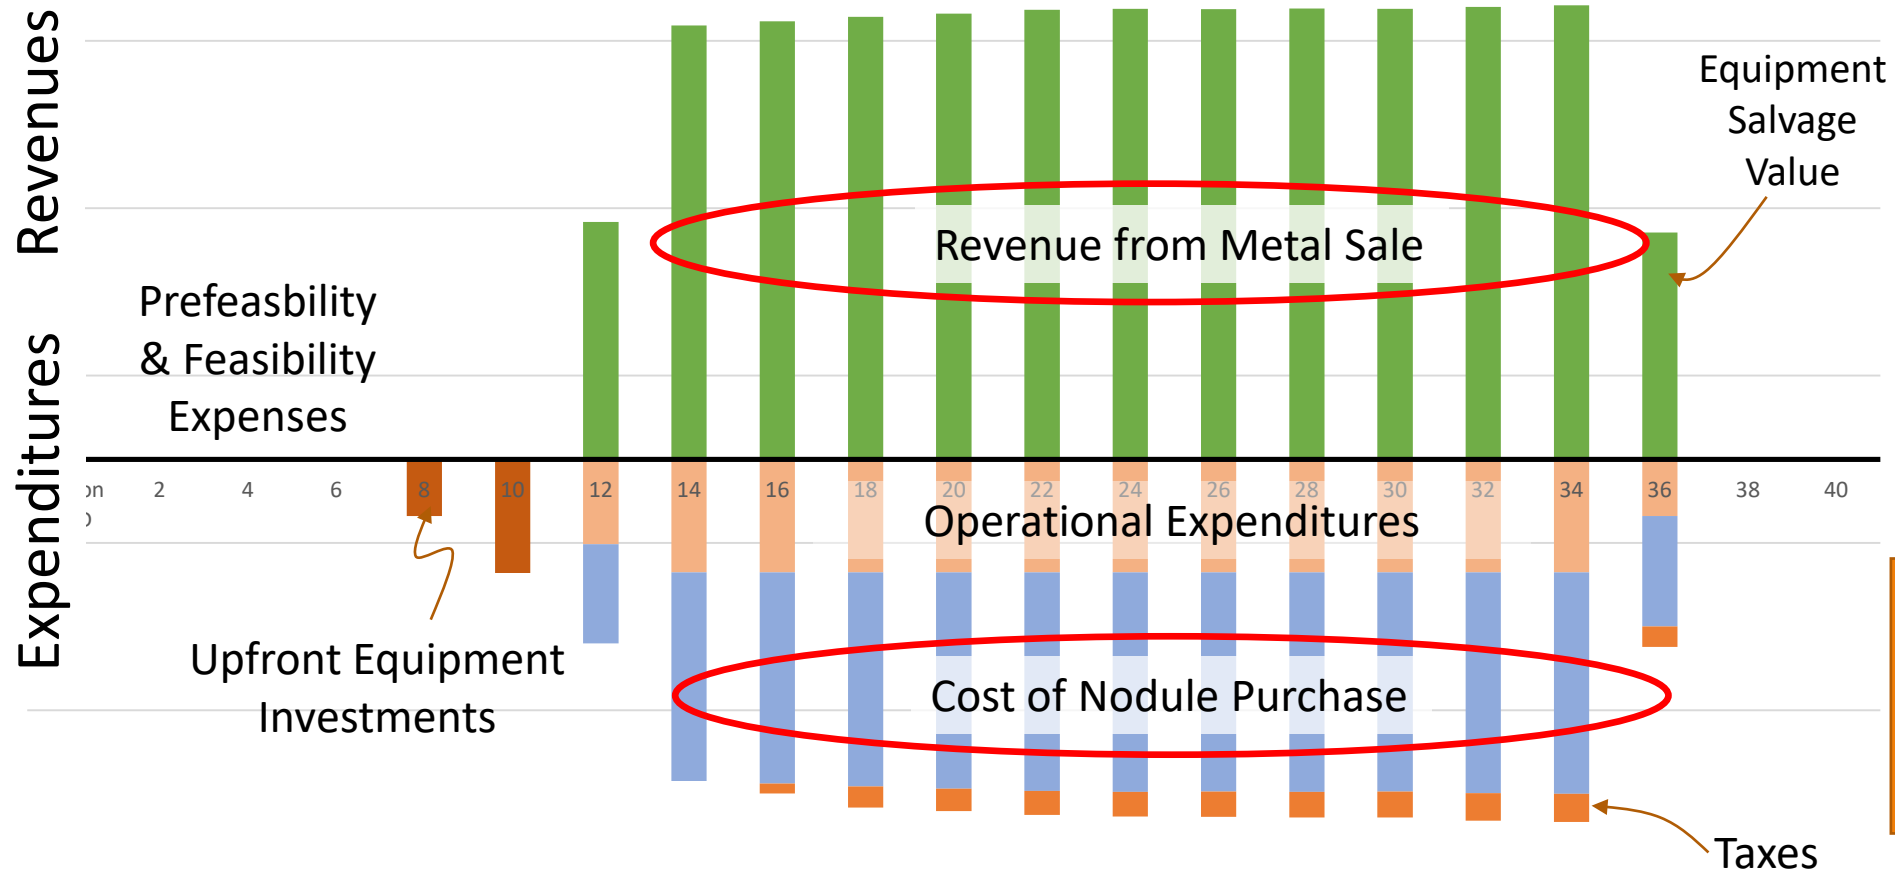 Revenues
Expenditures
Equipment
Salvage
Value
Revenue from Metal Sale
Prefeasbility
& Feasibility
Expenses
on 2 4 6 8 10 12 14 16 18 20 22 24 26 28 30 32 34 36 38 40
Operational Expenditures
Upfront Equipment
Investments
Cost of Nodule Purchase
Taxes